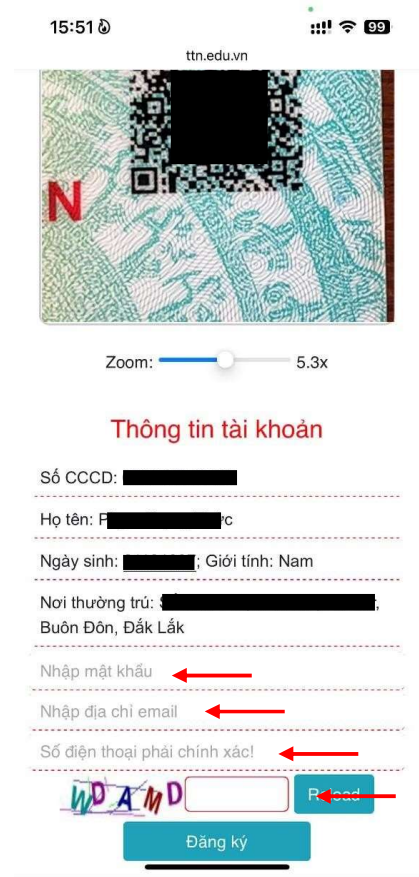 15:51
99
ttn.edu.vn
N
Zoom: 5.3x
Thông tin tài khoản
Số CCCD:
Họ tên: P
Ngày sinh: ; Giới tính: Nam
Nơi thường trú:
Buôn Đôn, Đắk Lắk
Nhập mật khẩu
Nhập địa chỉ email
Số điện thoại phải chính xác!
WDAMD
Reload
Đăng ký